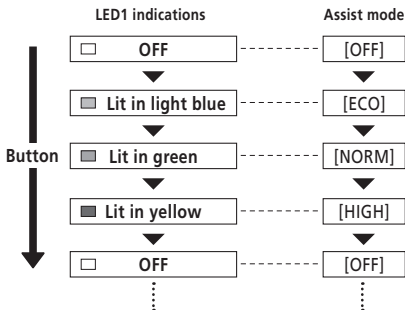 LED1 indications Assist mode
OFF [OFF]
Lit in light blue [ECO]
Button Lit in green [NORM]
Lit in yellow [HIGH]
OFF [OFF]